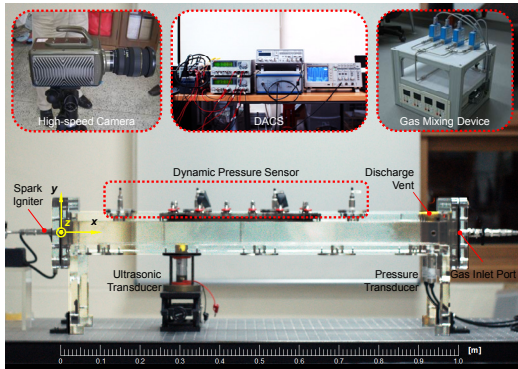 High-speed Camera
DACS
Gas Mixing Device
Dynamic Pressure Sensor
Discharge
Vent
Spark
Igniter
y
z
x
Ultrasonic
Transducer
Pressure
Transducer
Gas Inlet Port
[m]
0 0.1 0.2 0.3 0.4 0.5 0.6 0.7 0.8 0.9 1.0